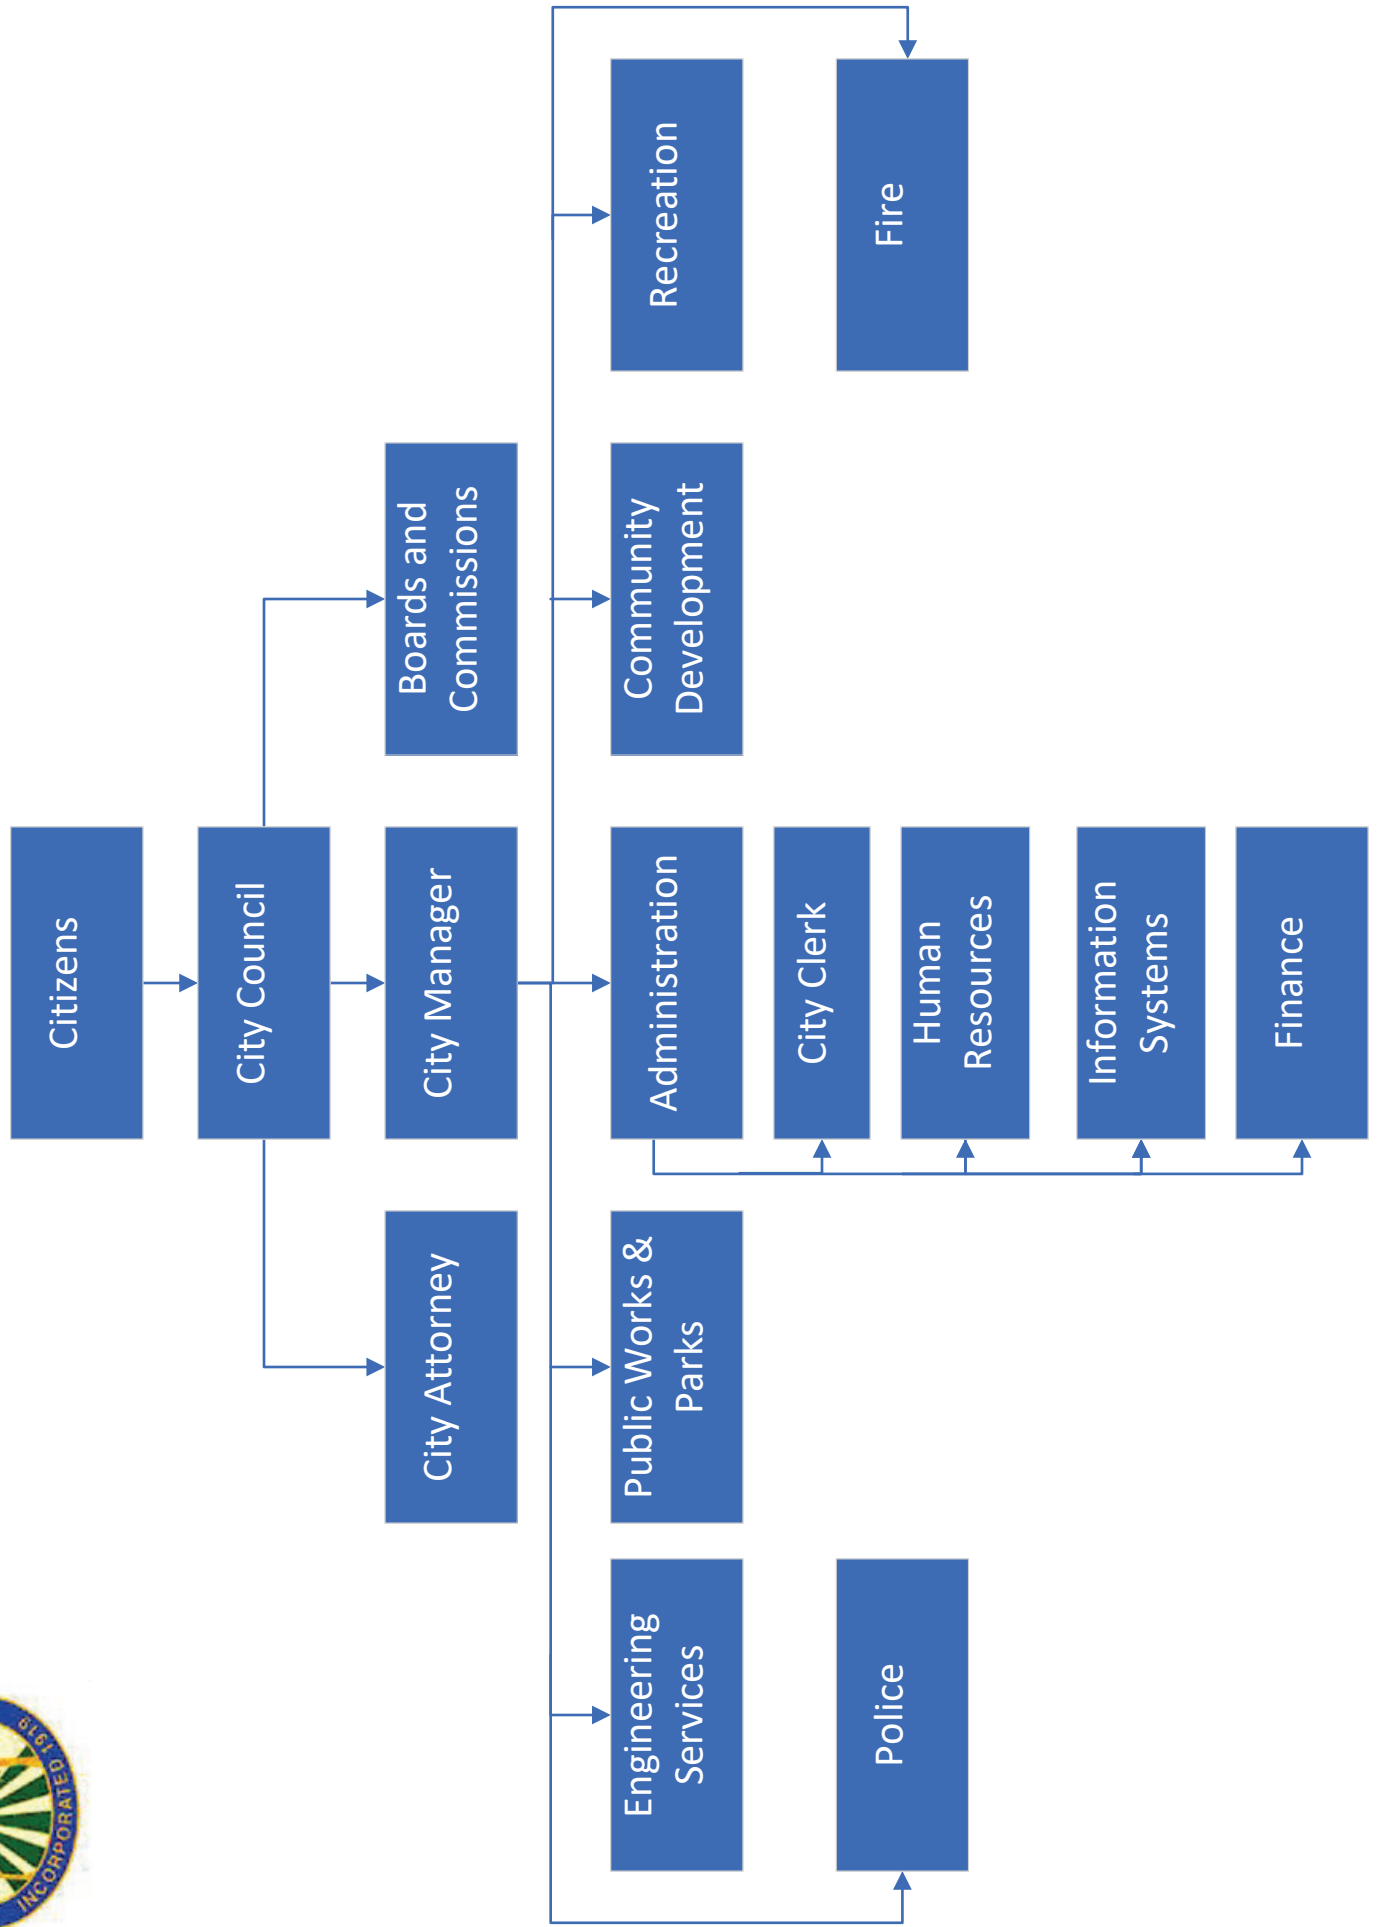 Citizens
City Council
City Attorney
City Manager
Boards and
Commissions
Engineering
Services
Public Works &
Parks
Administration
Community
Development
Recreation
Police
City Clerk
Human
Resources
Information
Systems
Finance
Fire
INCORPORATED 1919